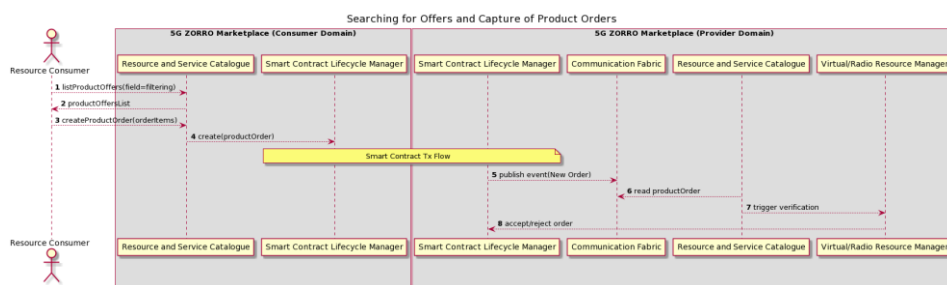 Searching for Offers and Capture of Product Orders
5G ZORRO Marketplace (Consumer Domain)
5G ZORRO Marketplace (Provider Domain)
Resource Consumer
Resource and Service Catalogue
Smart Contract Lifecycle Manager
Smart Contract Lifecycle Manager
Communication Fabric
Resource and Service Catalogue
Virtual/Radio Resource Manager
1 listProductOffers(field=filtering)
2 productOffersList
3 createProductOrder(orderItems)
4 create(productOrder)
Smart Contract Tx Flow
5 publish event(New Order)
6 read productOrder
7 trigger verification
8 accept/reject order
Resource Consumer
Resource and Service Catalogue
Smart Contract Lifecycle Manager
Smart Contract Lifecycle Manager
Communication Fabric
Resource and Service Catalogue
Virtual/Radio Resource Manager